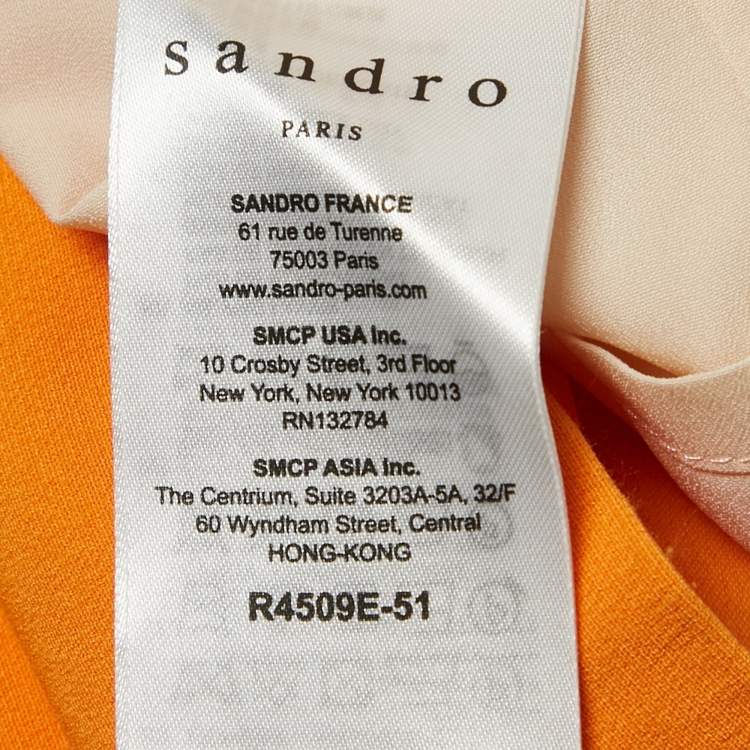 sandro
PARIS
SANDRO FRANCE
61 rue de Turenne
75003 Paris
www.sandro-paris.com
SMCP USA Inc.
10 Crosby Street, 3rd Floor
New York, New York 10013
RN132784
SMCP ASIA Inc.
The Centrium, Suite 3203A-5A, 32/F
60 Wyndham Street, Central
HONG-KONG
R4509E-51